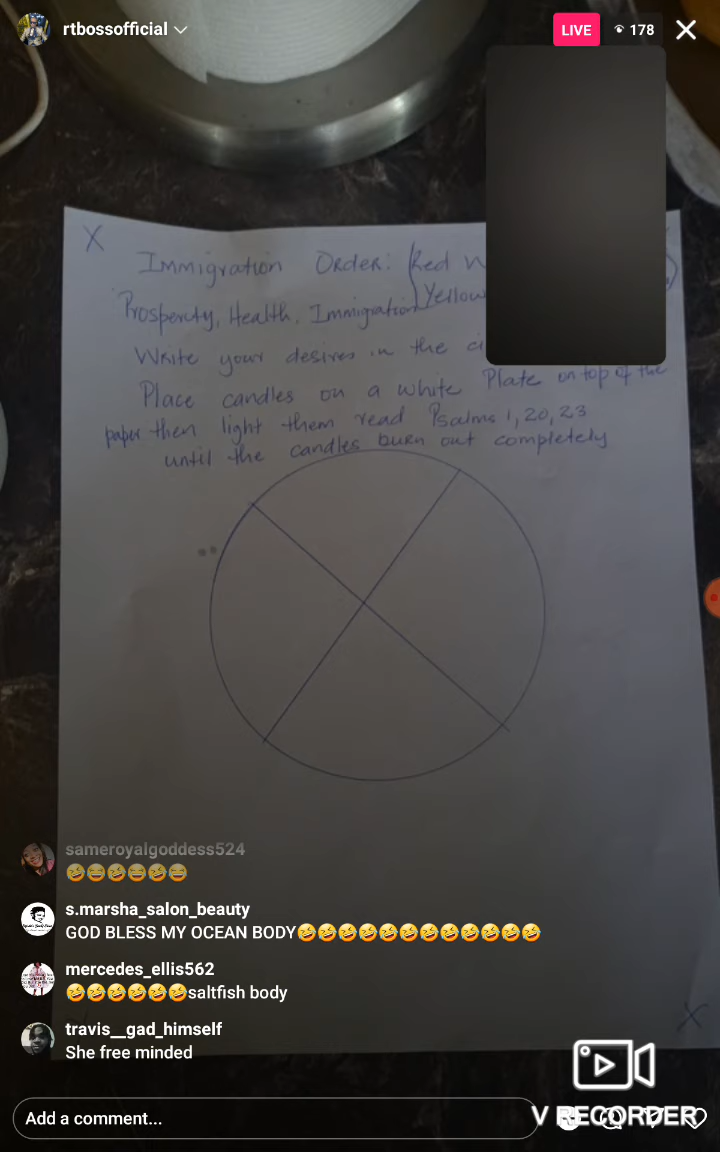 rtbossofficial
LIVE
178
X
Immigration Order: (Red
Prosperity, Health, Immigration Yellow
Write your desires in the
Place candles on a white Plate on top of the
paper then light them read Psalms 1, 20, 23
until the candles burn out completely
sameroyalgoddess524
🤣😂🤣😂🤣😂
s.marsha_salon_beauty
GOD BLESS MY OCEAN BODY🤣🤣🤣🤣🤣🤣🤣🤣🤣🤣🤣🤣
mercedes_ellis562
🤣🤣🤣🤣🤣🤣saltfish body
travis__gad_himself
She free minded
X
Add a comment...
V RECORDER